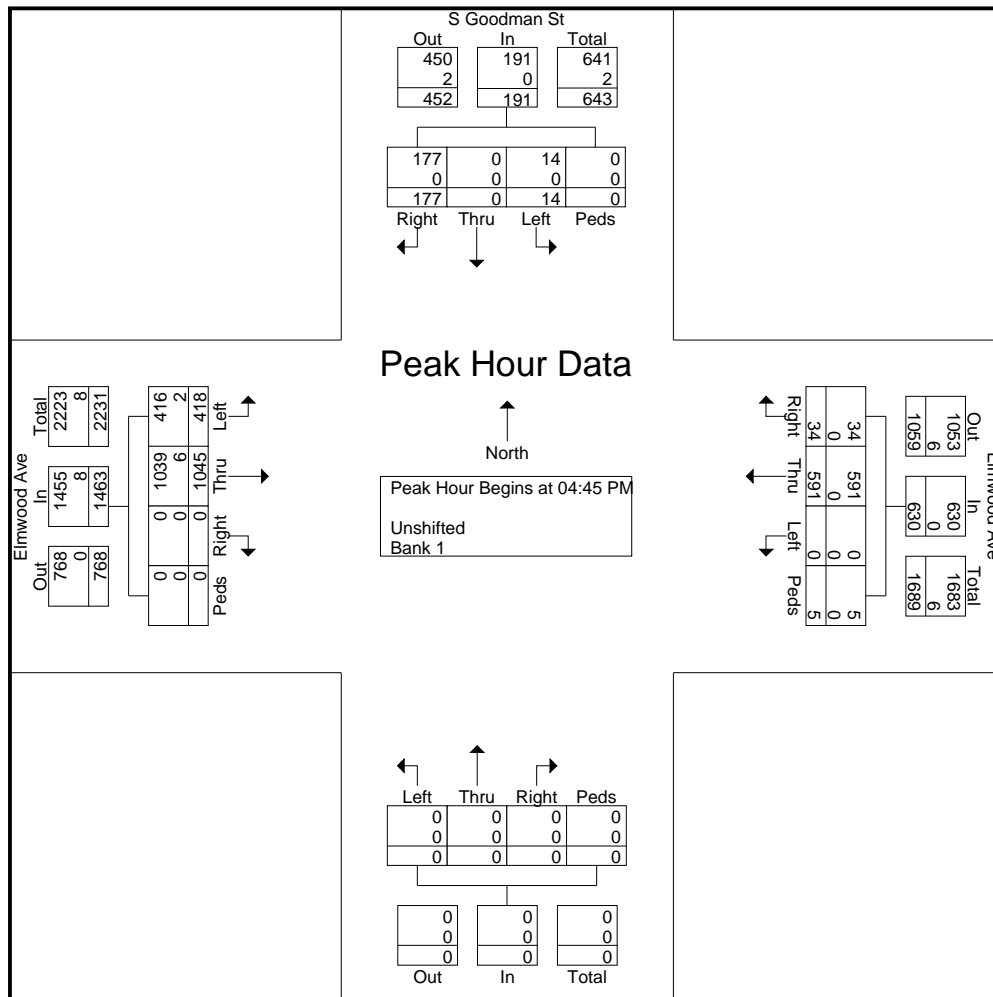 S Goodman St
Out In Total
450 191 641
2 0 2
452 191 643
177 0 14 0
0 0 0 0
177 0 14 0
Right Thru Left Peds
Peak Hour Data
North
Peak Hour Begins at 04:45 PM
Unshifted
Bank 1
Elmwood Ave
Out In Total
768 1455 2223
0 8 8
768 1463 2231
0 0 1039 416
0 0 6 2
0 0 1045 418
Peds Right Thru Left
Elmwood Ave
Out In Total
1053 630 1683
6 0 6
1059 630 1689
34 591 0 5
0 0 0 0
34 591 0 5
Right Thru Left Peds
Left Thru Right Peds
0 0 0 0
0 0 0 0
0 0 0 0
0 0 0
0 0 0
0 0 0
Out In Total